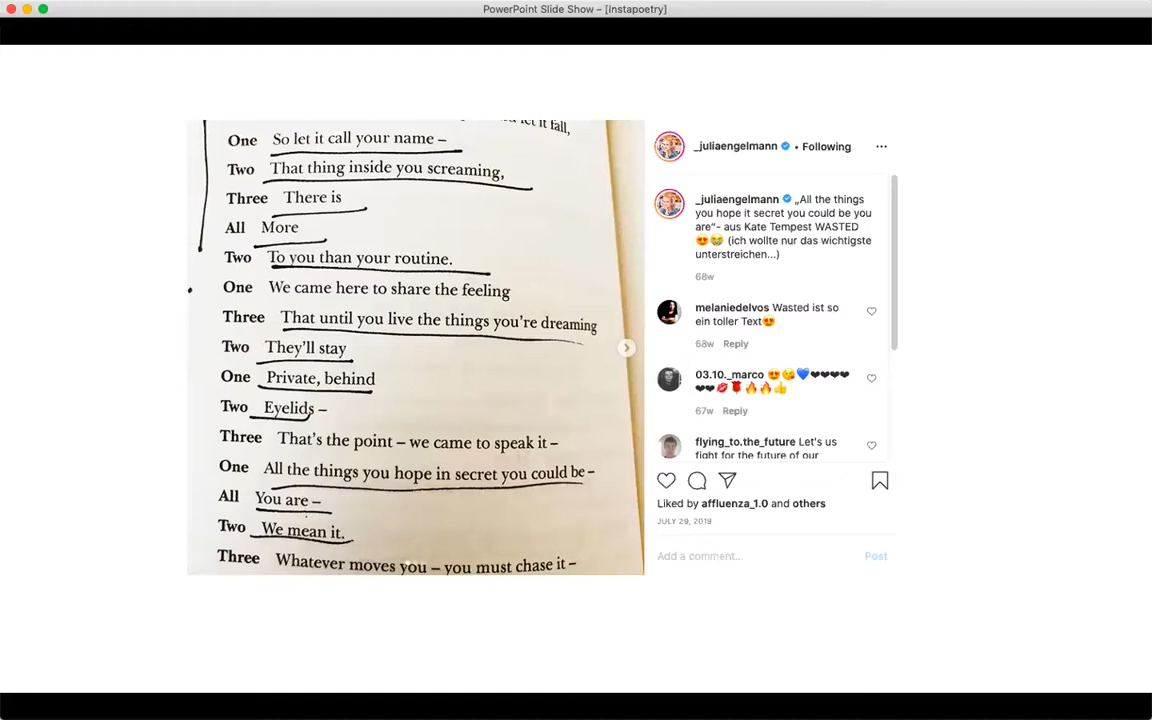 PowerPoint Slide Show – [Instapoetry]
let it fall,
One So let it call your name –
Two That thing inside you screaming,
Three There is
All More
Two To you than your routine.
One We came here to share the feeling
Three That until you live the things you're dreaming
Two They'll stay
One Private, behind
Two Eyelids –
Three That's the point – we came to speak it –
One All the things you hope in secret you could be –
All You are –
Two We mean it.
Three Whatever moves you – you must chase it –
_juliaengelmann • Following
_juliaengelmann „All the things
you hope it secret you could be you
are“- aus Kate Tempest WASTED
😍😭 (ich wollte nur das wichtigste
unterstreichen...)
68w
melaniedelvos Wasted ist so
ein toller Text😍
68w Reply
03.10._marco 😍😘💙❤❤❤❤
❤❤💋🌹🔥🔥👍
67w Reply
flying_to.the_future Let's us
fight for the future of our
Liked by affluenza_1.0 and others
JULY 29, 2019
Add a comment... Post